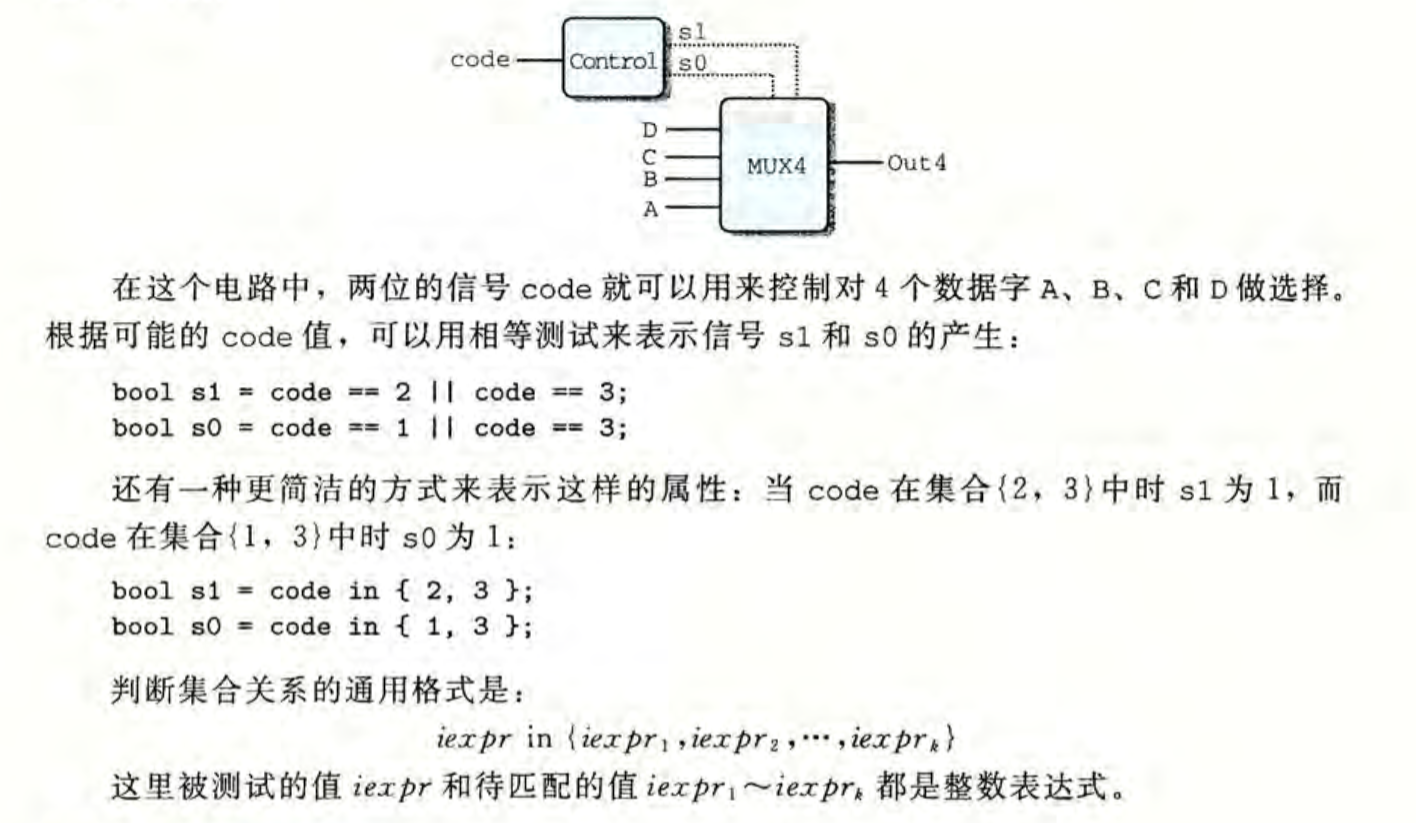 s1
code
Control
s0
D
C
MUX4
Out4
B
A
在这个电路中，两位的信号 code 就可以用来控制对 4 个数据字 A、B、C 和 D 做选择。
根据可能的 code 值，可以用相等测试来表示信号 s1 和 s0 的产生：
bool s1 = code == 2 || code == 3;
bool s0 = code == 1 || code == 3;
还有一种更简洁的方式来表示这样的属性：当 code 在集合{2，3}中时 s1 为 1，而
code 在集合{1，3}中时 s0 为 1：
bool s1 = code in { 2, 3 };
bool s0 = code in { 1, 3 };
判断集合关系的通用格式是：
iexpr in {iexpr₁,iexpr₂,⋯,iexprₖ}
这里被测试的值 iexpr 和待匹配的值 iexpr₁～iexprₖ 都是整数表达式。